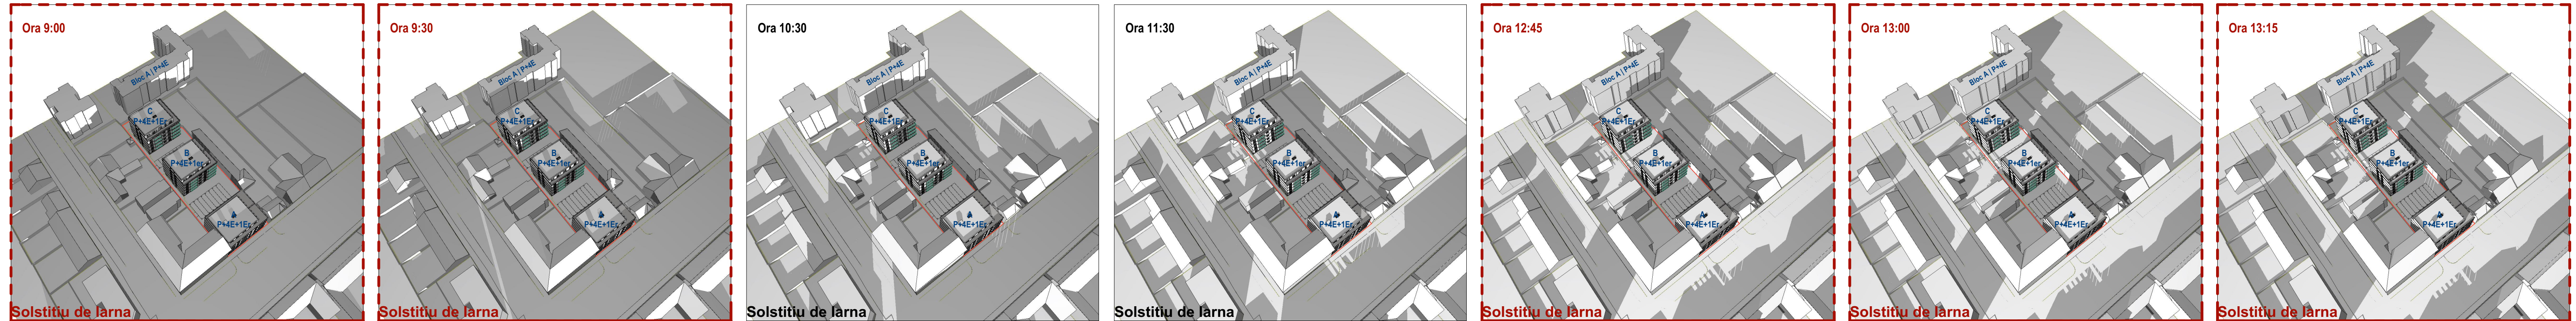 Ora 9:00
Bloc A | P+4E
C
P+4E+1Er
B
P+4E+1er
A
P+4E+1Er
Solstitiu de Iarna
Ora 9:30
Bloc A | P+4E
C
P+4E+1Er
B
P+4E+1er
A
P+4E+1Er
Solstitiu de Iarna
Ora 10:30
Bloc A | P+4E
C
P+4E+1Er
B
P+4E+1er
A
P+4E+1Er
Solstitiu de Iarna
Ora 11:30
Bloc A | P+4E
C
P+4E+1Er
B
P+4E+1er
A
P+4E+1Er
Solstitiu de Iarna
Ora 12:45
Bloc A | P+4E
C
P+4E+1Er
B
P+4E+1er
A
P+4E+1Er
Solstitiu de Iarna
Ora 13:00
Bloc A | P+4E
C
P+4E+1Er
B
P+4E+1er
A
P+4E+1Er
Solstitiu de Iarna
Ora 13:15
Bloc A | P+4E
C
P+4E+1Er
B
P+4E+1er
A
P+4E+1Er
Solstitiu de Iarna